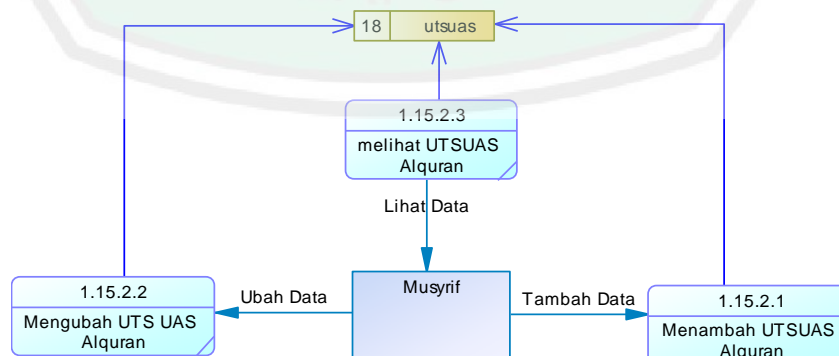 18 utsuas
1.15.2.3
melihat UTSUAS
Alquran
Lihat Data
Musyrif
1.15.2.2
Mengubah UTS UAS
Alquran
Ubah Data
Tambah Data
1.15.2.1
Menambah UTSUAS
Alquran